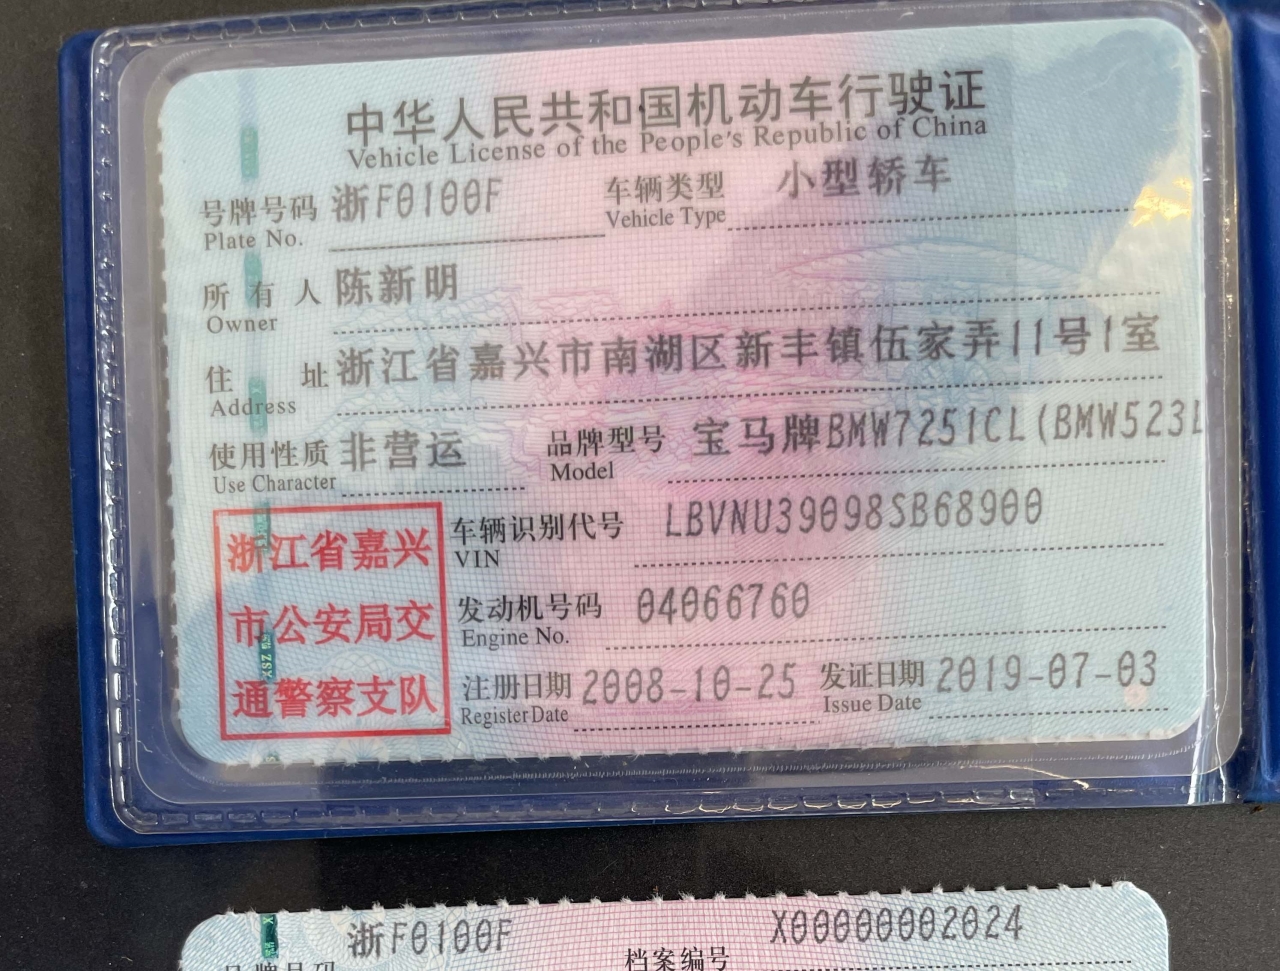 中华人民共和国机动车行驶证
Vehicle License of the People's Republic of China
号牌号码 浙F0100F 车辆类型 小型轿车
Plate No. Vehicle Type
所有人 陈新明
Owner
住址 浙江省嘉兴市南湖区新丰镇伍家弄11号1室
Address
使用性质 非营运 品牌型号 宝马牌BMW7251CL(BMW523L
Use Character Model
浙江省嘉兴
市公安局交
通警察支队
车辆识别代号 LBVNU39098SB68900
VIN
发动机号码 04066760
Engine No.
注册日期 2008-10-25 发证日期 2019-07-03
Register Date Issue Date
浙F0100F X00000002024
号牌号码 档案编号